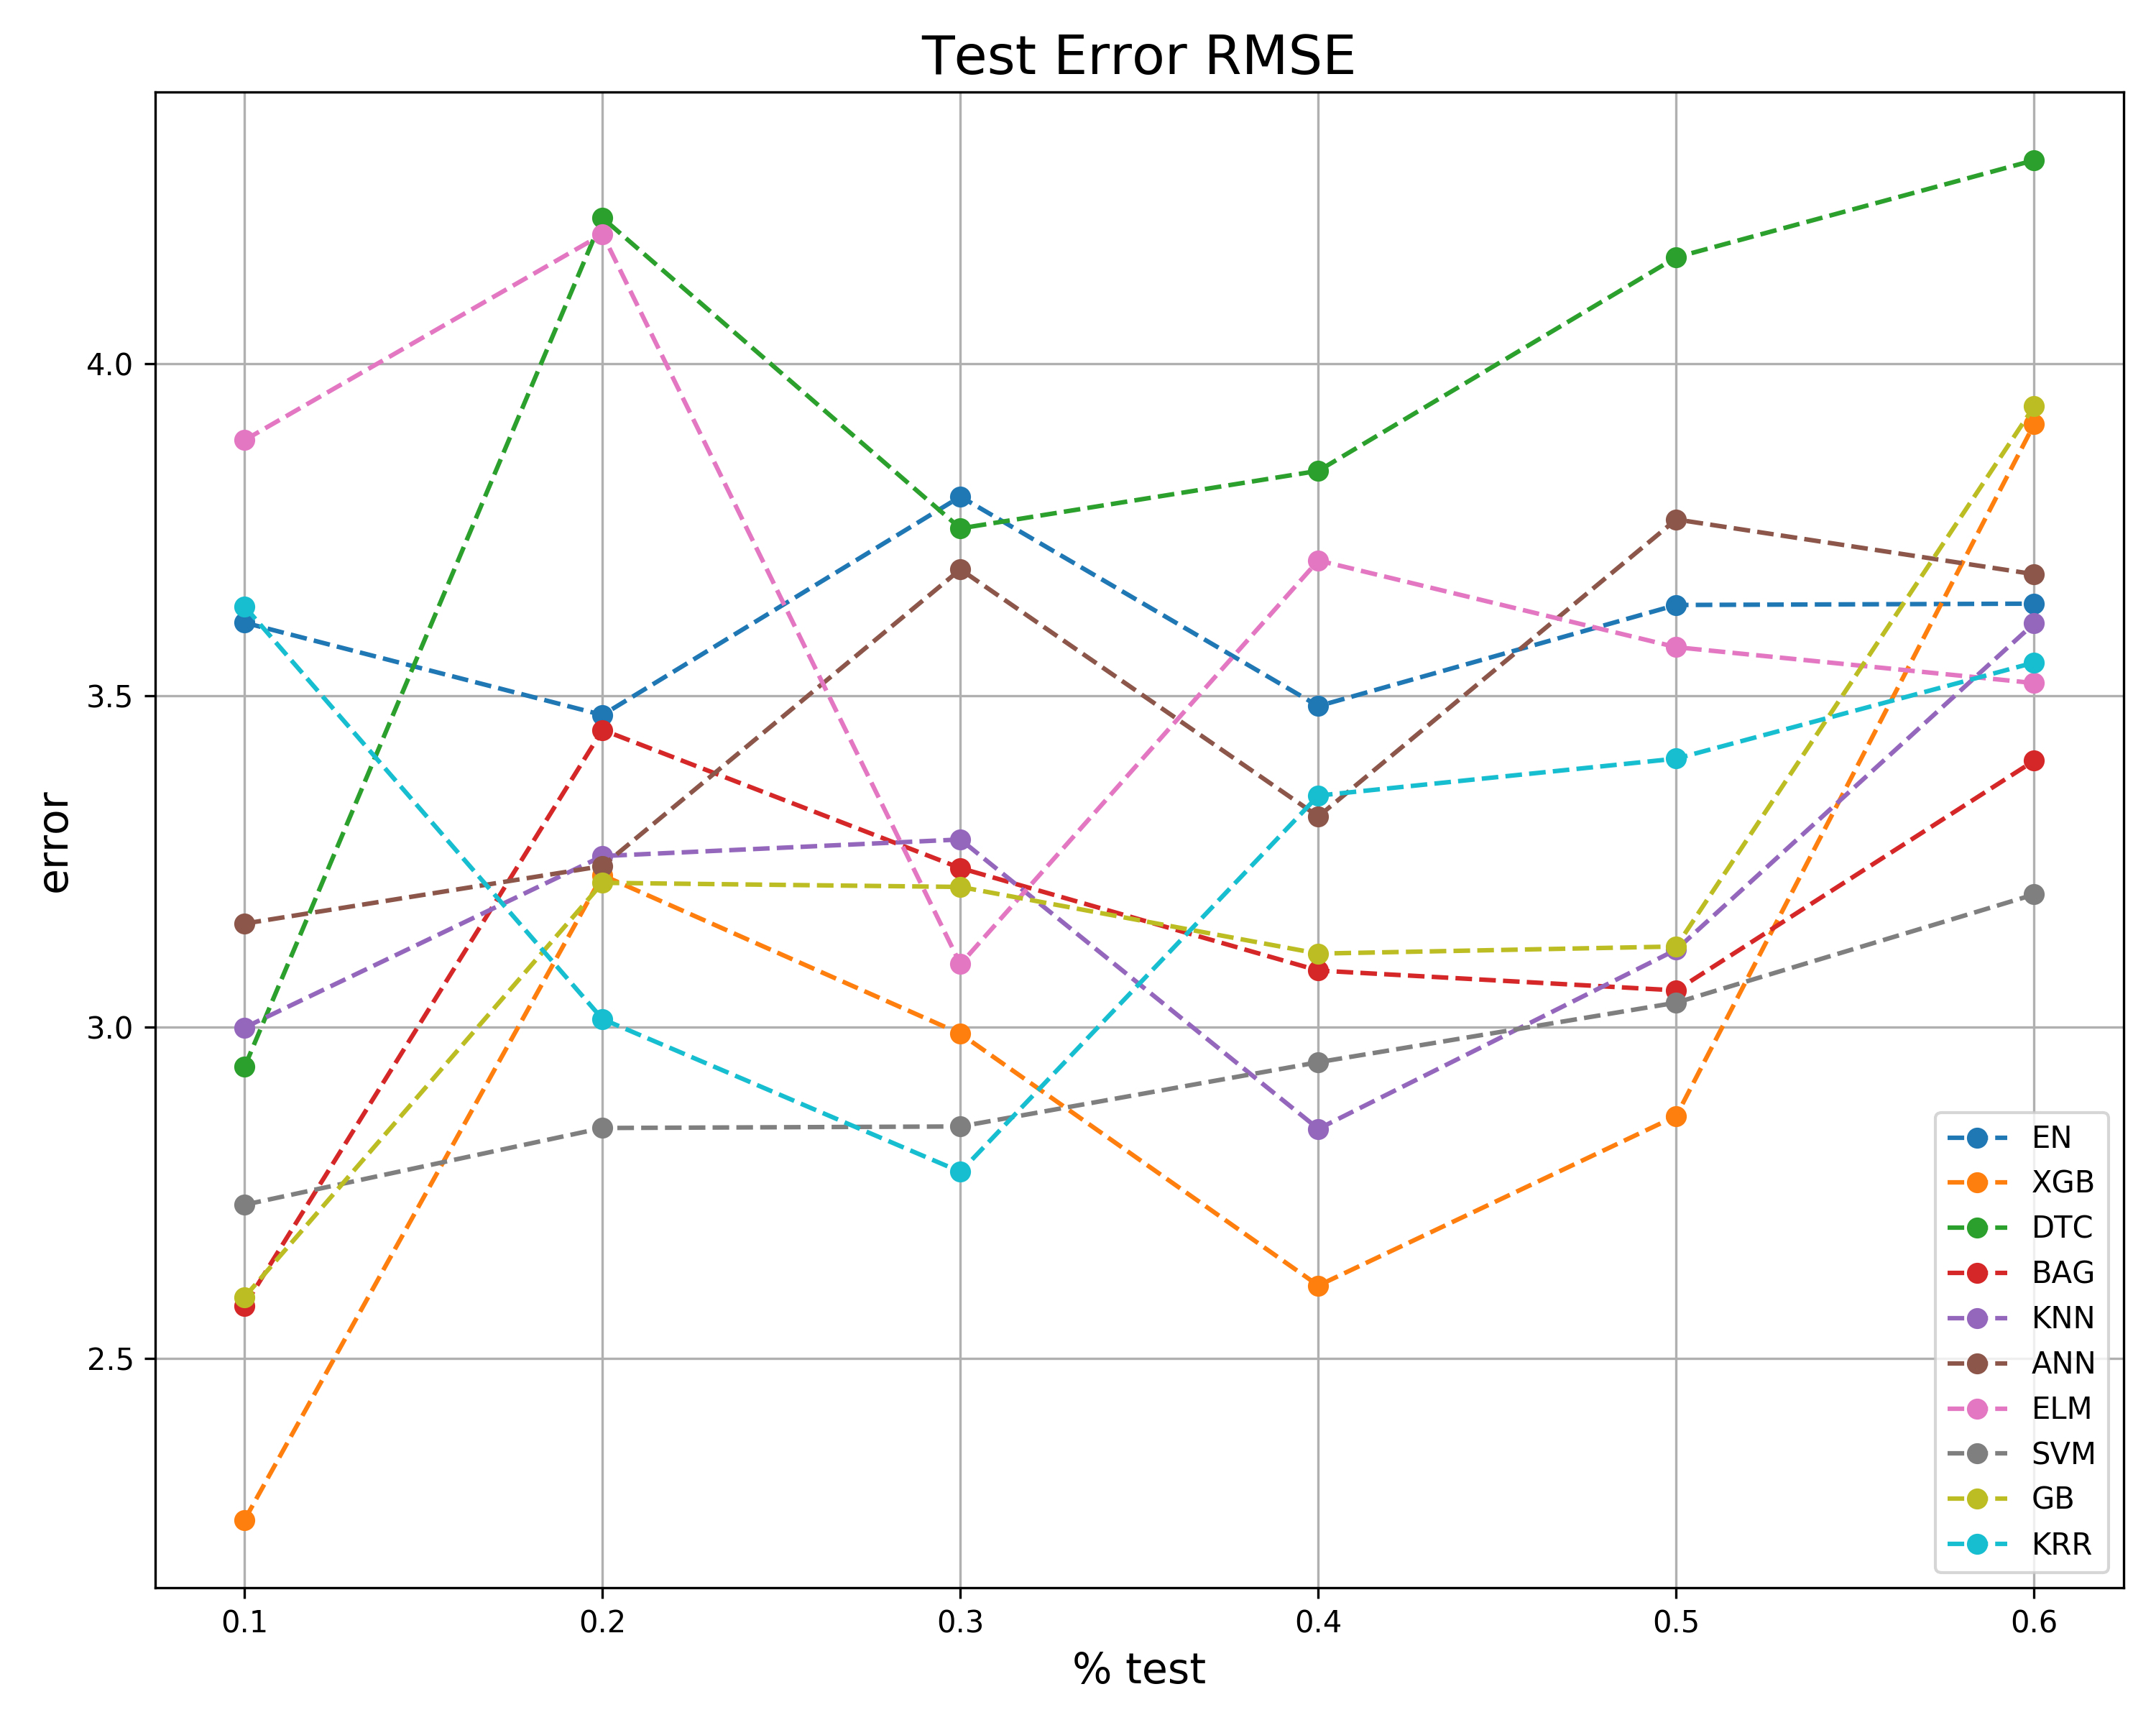 Test Error RMSE
error
4.0
3.5
3.0
2.5
0.1 0.2 0.3 0.4 0.5 0.6
% test
EN
XGB
DTC
BAG
KNN
ANN
ELM
SVM
GB
KRR